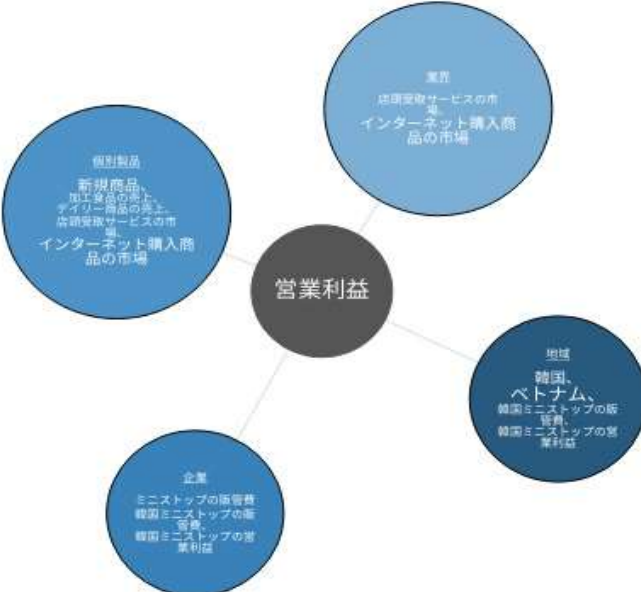 業界
店頭受取サービスの市
場、
インターネット購入商
品の市場
個別製品
新規商品、
加工食品の売上、
デイリー商品の売上、
店頭受取サービスの市
場、
インターネット購入商
品の市場
営業利益
地域
韓国、
ベトナム、
韓国ミニストップの販
管費、
韓国ミニストップの営
業利益
企業
ミニストップの販管費
韓国ミニストップの販
管費、
韓国ミニストップの営
業利益